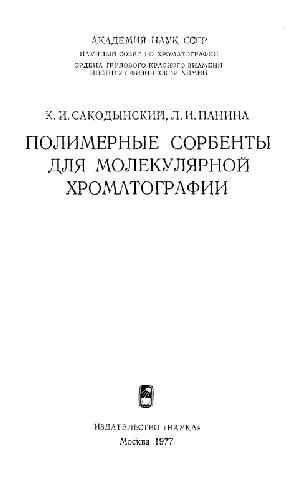 АКАДЕМИЯ НАУК СССР
НАУЧНЫЙ СОВЕТ ПО ХРОМАТОГРАФИИ
ОРДЕНА ТРУДОВОГО КРАСНОГО ЗНАМЕНИ
ИНСТИТУТ ФИЗИЧЕСКОЙ ХИМИИ
К. И. САКОДЫНСКИЙ, Л. И. ПАНИНА
ПОЛИМЕРНЫЕ СОРБЕНТЫ
ДЛЯ МОЛЕКУЛЯРНОЙ
ХРОМАТОГРАФИИ
ИЗДАТЕЛЬСТВО «НАУКА»
Москва 1977